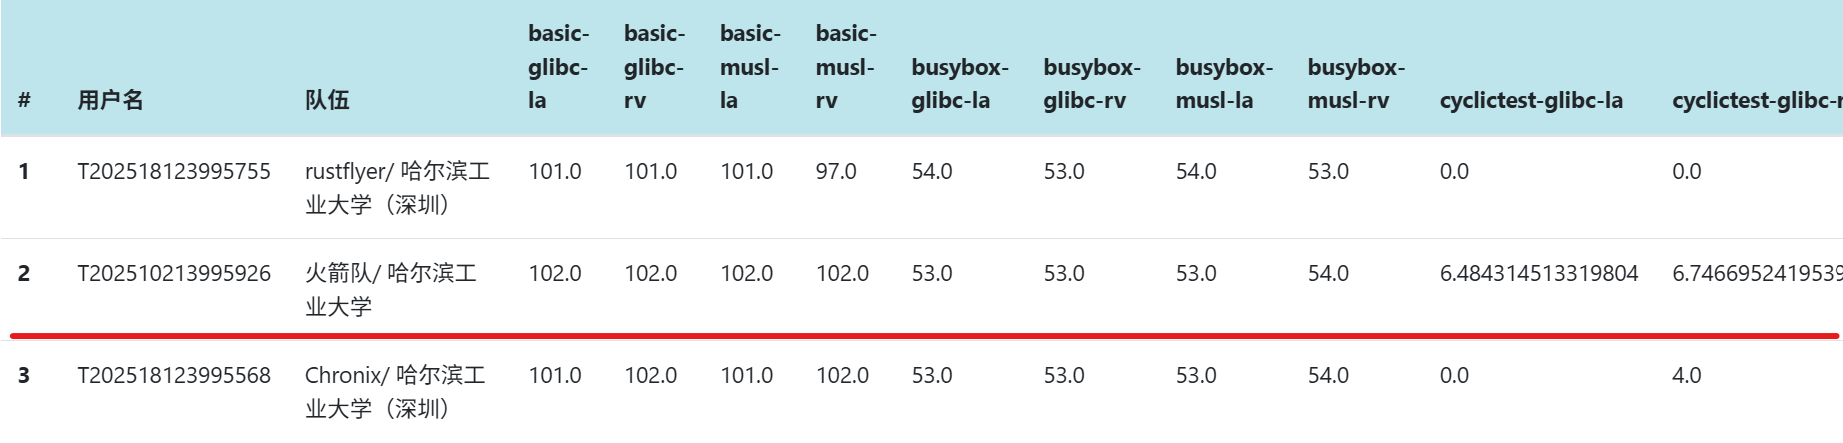 basic- basic- basic- basic-
glibc- glibc- musl- musl- busybox- busybox- busybox- busybox-
# 用户名 队伍 la rv la rv glibc-la glibc-rv musl-la musl-rv cyclictest-glibc-la cyclictest-glibc-r
1 T202518123995755 rustflyer/ 哈尔滨工 101.0 101.0 101.0 97.0 54.0 53.0 54.0 53.0 0.0 0.0
业大学（深圳）
2 T202510213995926 火箭队/ 哈尔滨工 102.0 102.0 102.0 102.0 53.0 53.0 53.0 54.0 6.484314513319804 6.7466952419539
业大学
3 T202518123995568 Chronix/ 哈尔滨工 101.0 102.0 101.0 102.0 53.0 53.0 53.0 54.0 0.0 4.0
业大学（深圳）